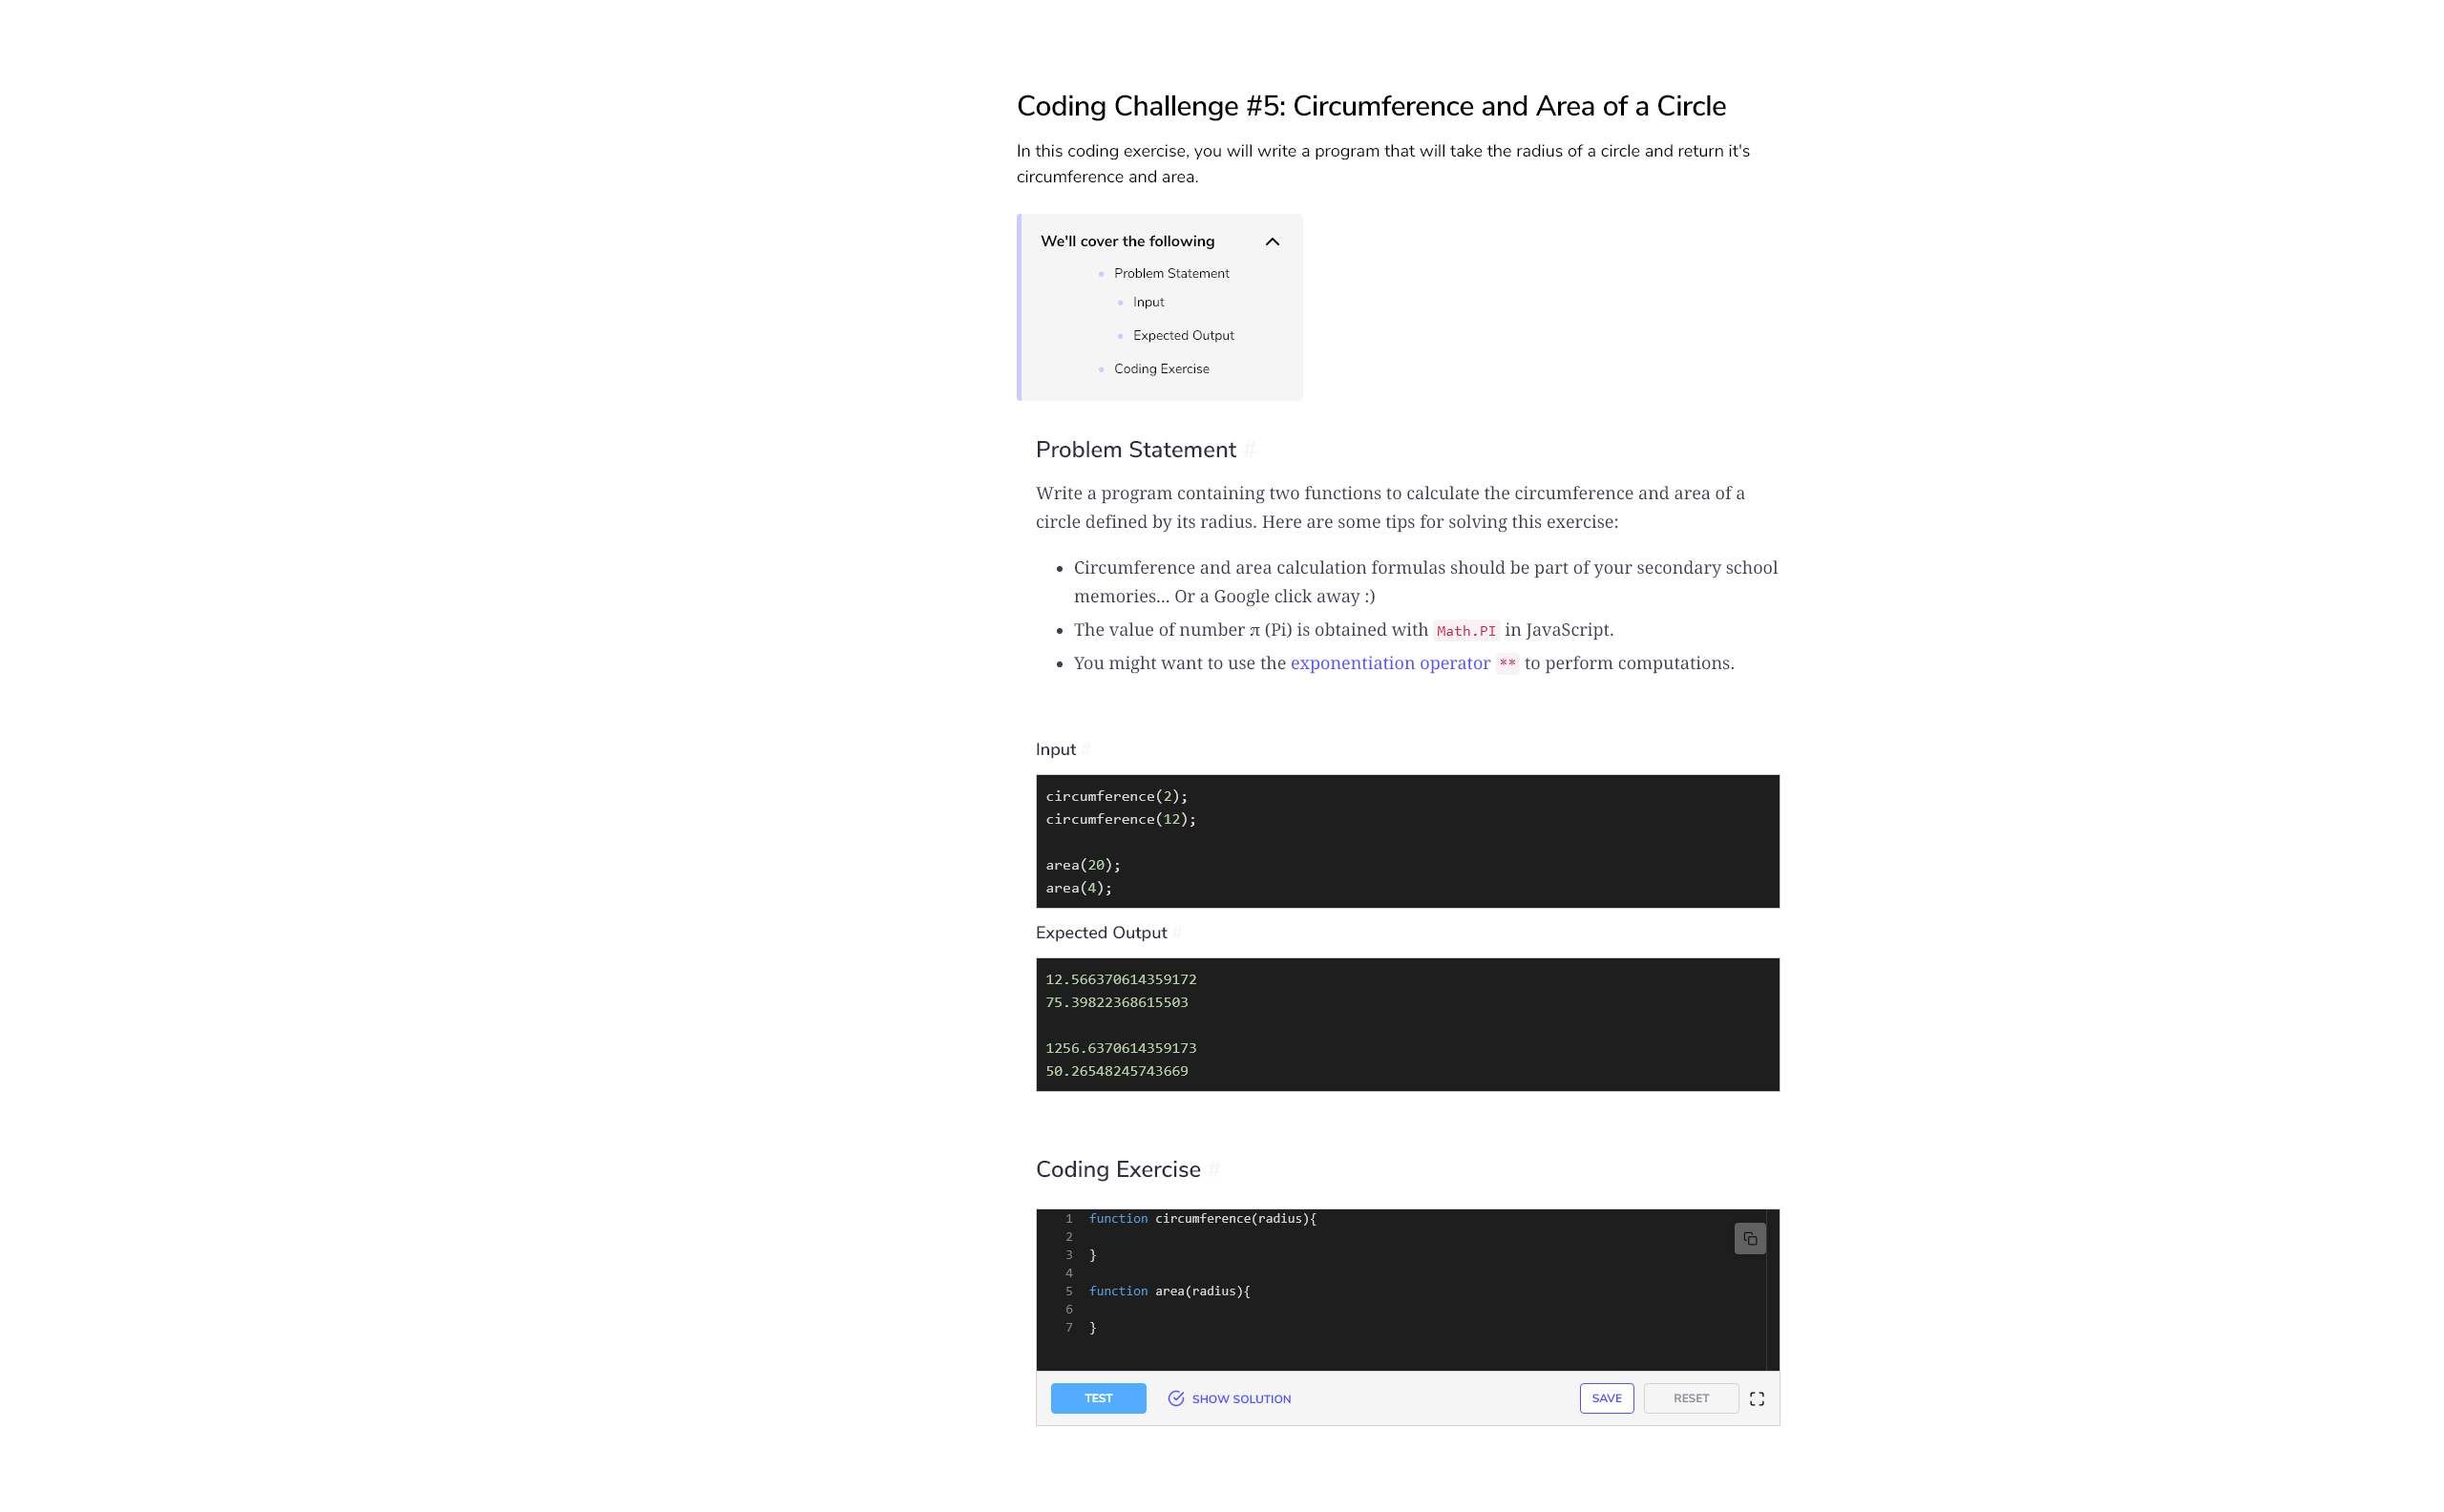 Coding Challenge #5: Circumference and Area of a Circle
In this coding exercise, you will write a program that will take the radius of a circle and return it's
circumference and area.
We'll cover the following
Problem Statement
Input
Expected Output
Coding Exercise
Problem Statement #
Write a program containing two functions to calculate the circumference and area of a
circle defined by its radius. Here are some tips for solving this exercise:
Circumference and area calculation formulas should be part of your secondary school
memories... Or a Google click away :)
The value of number π (Pi) is obtained with Math.PI in JavaScript.
You might want to use the exponentiation operator ** to perform computations.
Input #
circumference(2);
circumference(12);
area(20);
area(4);
Expected Output #
12.566370614359172
75.39822368615503
1256.6370614359173
50.26548245743669
Coding Exercise #
1 function circumference(radius){
2
3 }
4
5 function area(radius){
6
7 }
TEST SHOW SOLUTION SAVE RESET